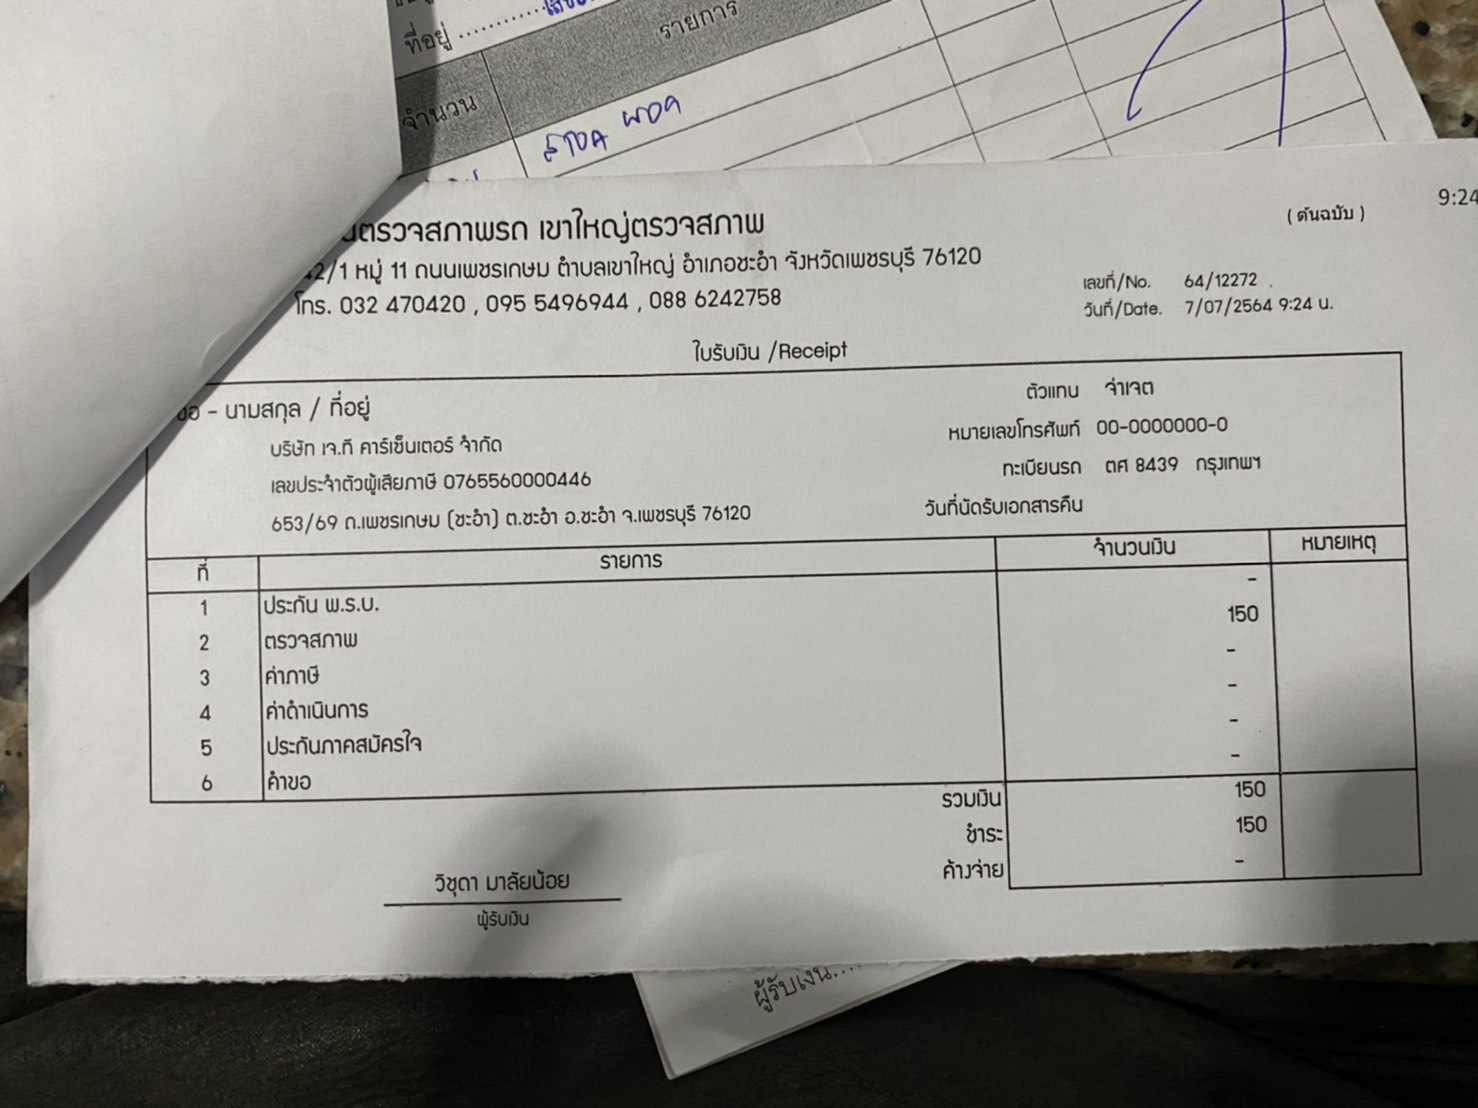 ที่อยู่
จำนวน รายการ
(ต้นฉบับ) 9:24
ตรวจสภาพรถ เขาใหญ่ตรวจสภาพ
/1 หมู่ 11 ถนนเพชรเกษม ตำบลเขาใหญ่ อำเภอชะอำ จังหวัดเพชรบุรี 76120
โทร. 032 470420 , 095 5496944 , 088 6242758
เลขที่/No. 64/12272 .
วันที่/Date. 7/07/2564 9:24 น.
ใบรับเงิน /Receipt
- นามสกุล / ที่อยู่
บริษัท เจ.ที คาร์เซ็นเตอร์ จำกัด
เลขประจำตัวผู้เสียภาษี 0765560000446
653/69 ถ.เพชรเกษม (ชะอำ) ต.ชะอำ อ.ชะอำ จ.เพชรบุรี 76120
ตัวแทน จ่าเจต
หมายเลขโทรศัพท์ 00-0000000-0
ทะเบียนรถ ตศ 8439 กรุงเทพฯ
วันที่นัดรับเอกสารคืน
ที่ รายการ จำนวนเงิน หมายเหตุ
1 ประกัน พ.ร.บ. -
2 ตรวจสภาพ 150
3 ค่าภาษี -
4 ค่าดำเนินการ -
5 ประกันภาคสมัครใจ -
6 คำขอ -
รวมเงิน 150
ชำระ 150
ค้างจ่าย -
วิชุดา มาลัยน้อย
ผู้รับเงิน
ผู้รับเงิน....